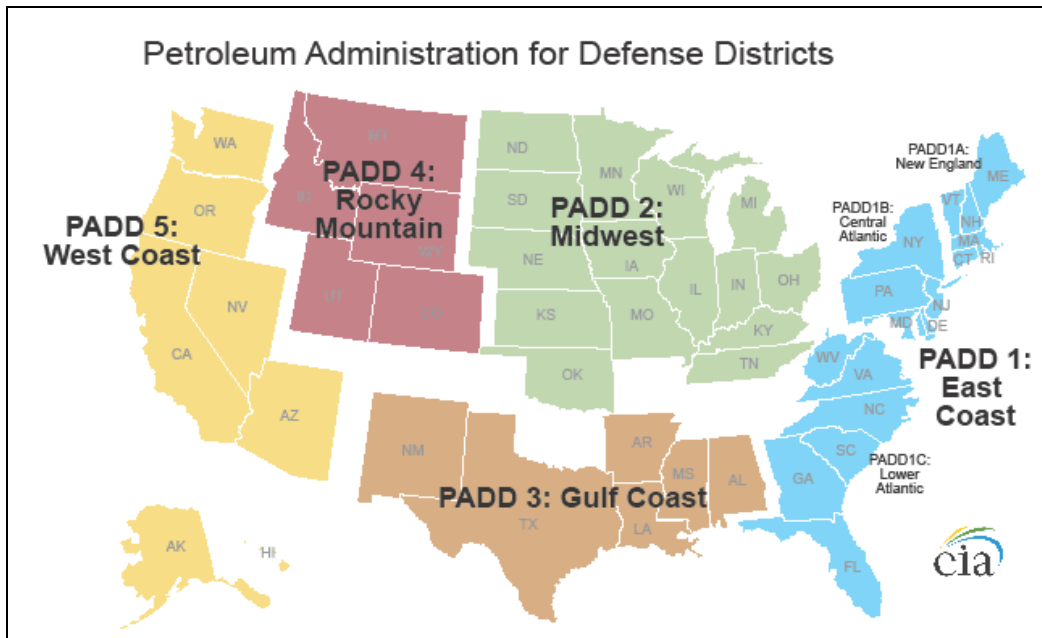 Petroleum Administration for Defense Districts
PADD 5:
West Coast
PADD 4:
Rocky
Mountain
PADD 2:
Midwest
PADD 3: Gulf Coast
PADD 1:
East
Coast
PADD1A:
New England
PADD1B:
Central
Atlantic
PADD1C:
Lower
Atlantic
WA
OR
CA
NV
AZ
AK
HI
MT
ID
WY
UT
CO
ND
SD
NE
KS
OK
MN
IA
MO
WI
IL
IN
MI
OH
KY
TN
NM
TX
AR
LA
MS
AL
ME
VT
NH
MA
CT
RI
NY
PA
NJ
MD
DE
WV
VA
NC
SC
GA
FL
cia